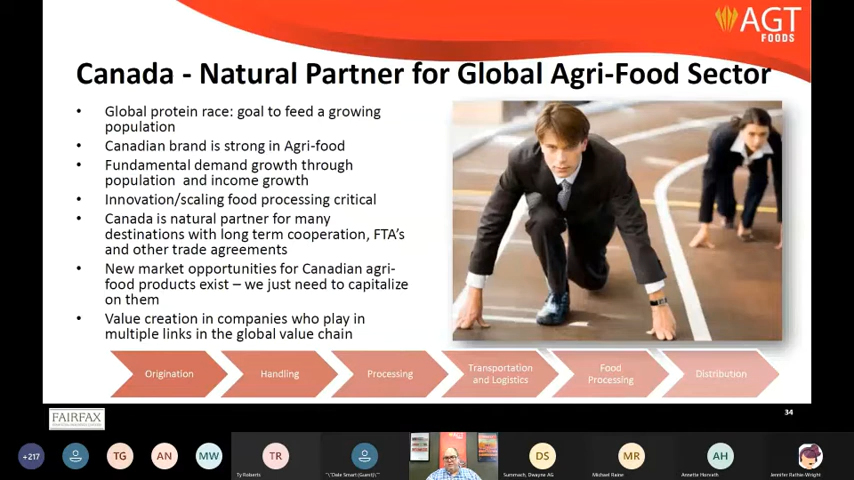 AGT
FOODS
Canada - Natural Partner for Global Agri-Food Sector
• Global protein race: goal to feed a growing
population
• Canadian brand is strong in Agri-food
• Fundamental demand growth through
population and income growth
• Innovation/scaling food processing critical
• Canada is natural partner for many
destinations with long term cooperation, FTA's
and other trade agreements
• New market opportunities for Canadian agri-
food products exist – we just need to capitalize
on them
• Value creation in companies who play in
multiple links in the global value chain
Origination
Handling
Processing
Transportation
and Logistics
Food
Processing
Distribution
FAIRFAX
34
+217
TG
AN
MW
TR
DS
MR
AH
Ty Roberts
"\"Dale Smart (Guest)\""
Summach, Dwayne AG
Michael Raine
Annette Horvath
Jennifer Rathie-Wright